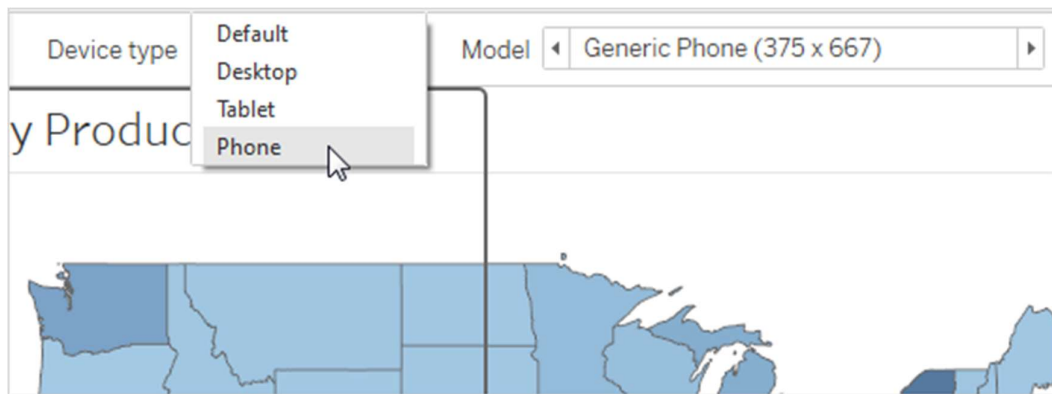 Device type
Default
Desktop
Tablet
Phone
Model
Generic Phone (375 x 667)
y Produc